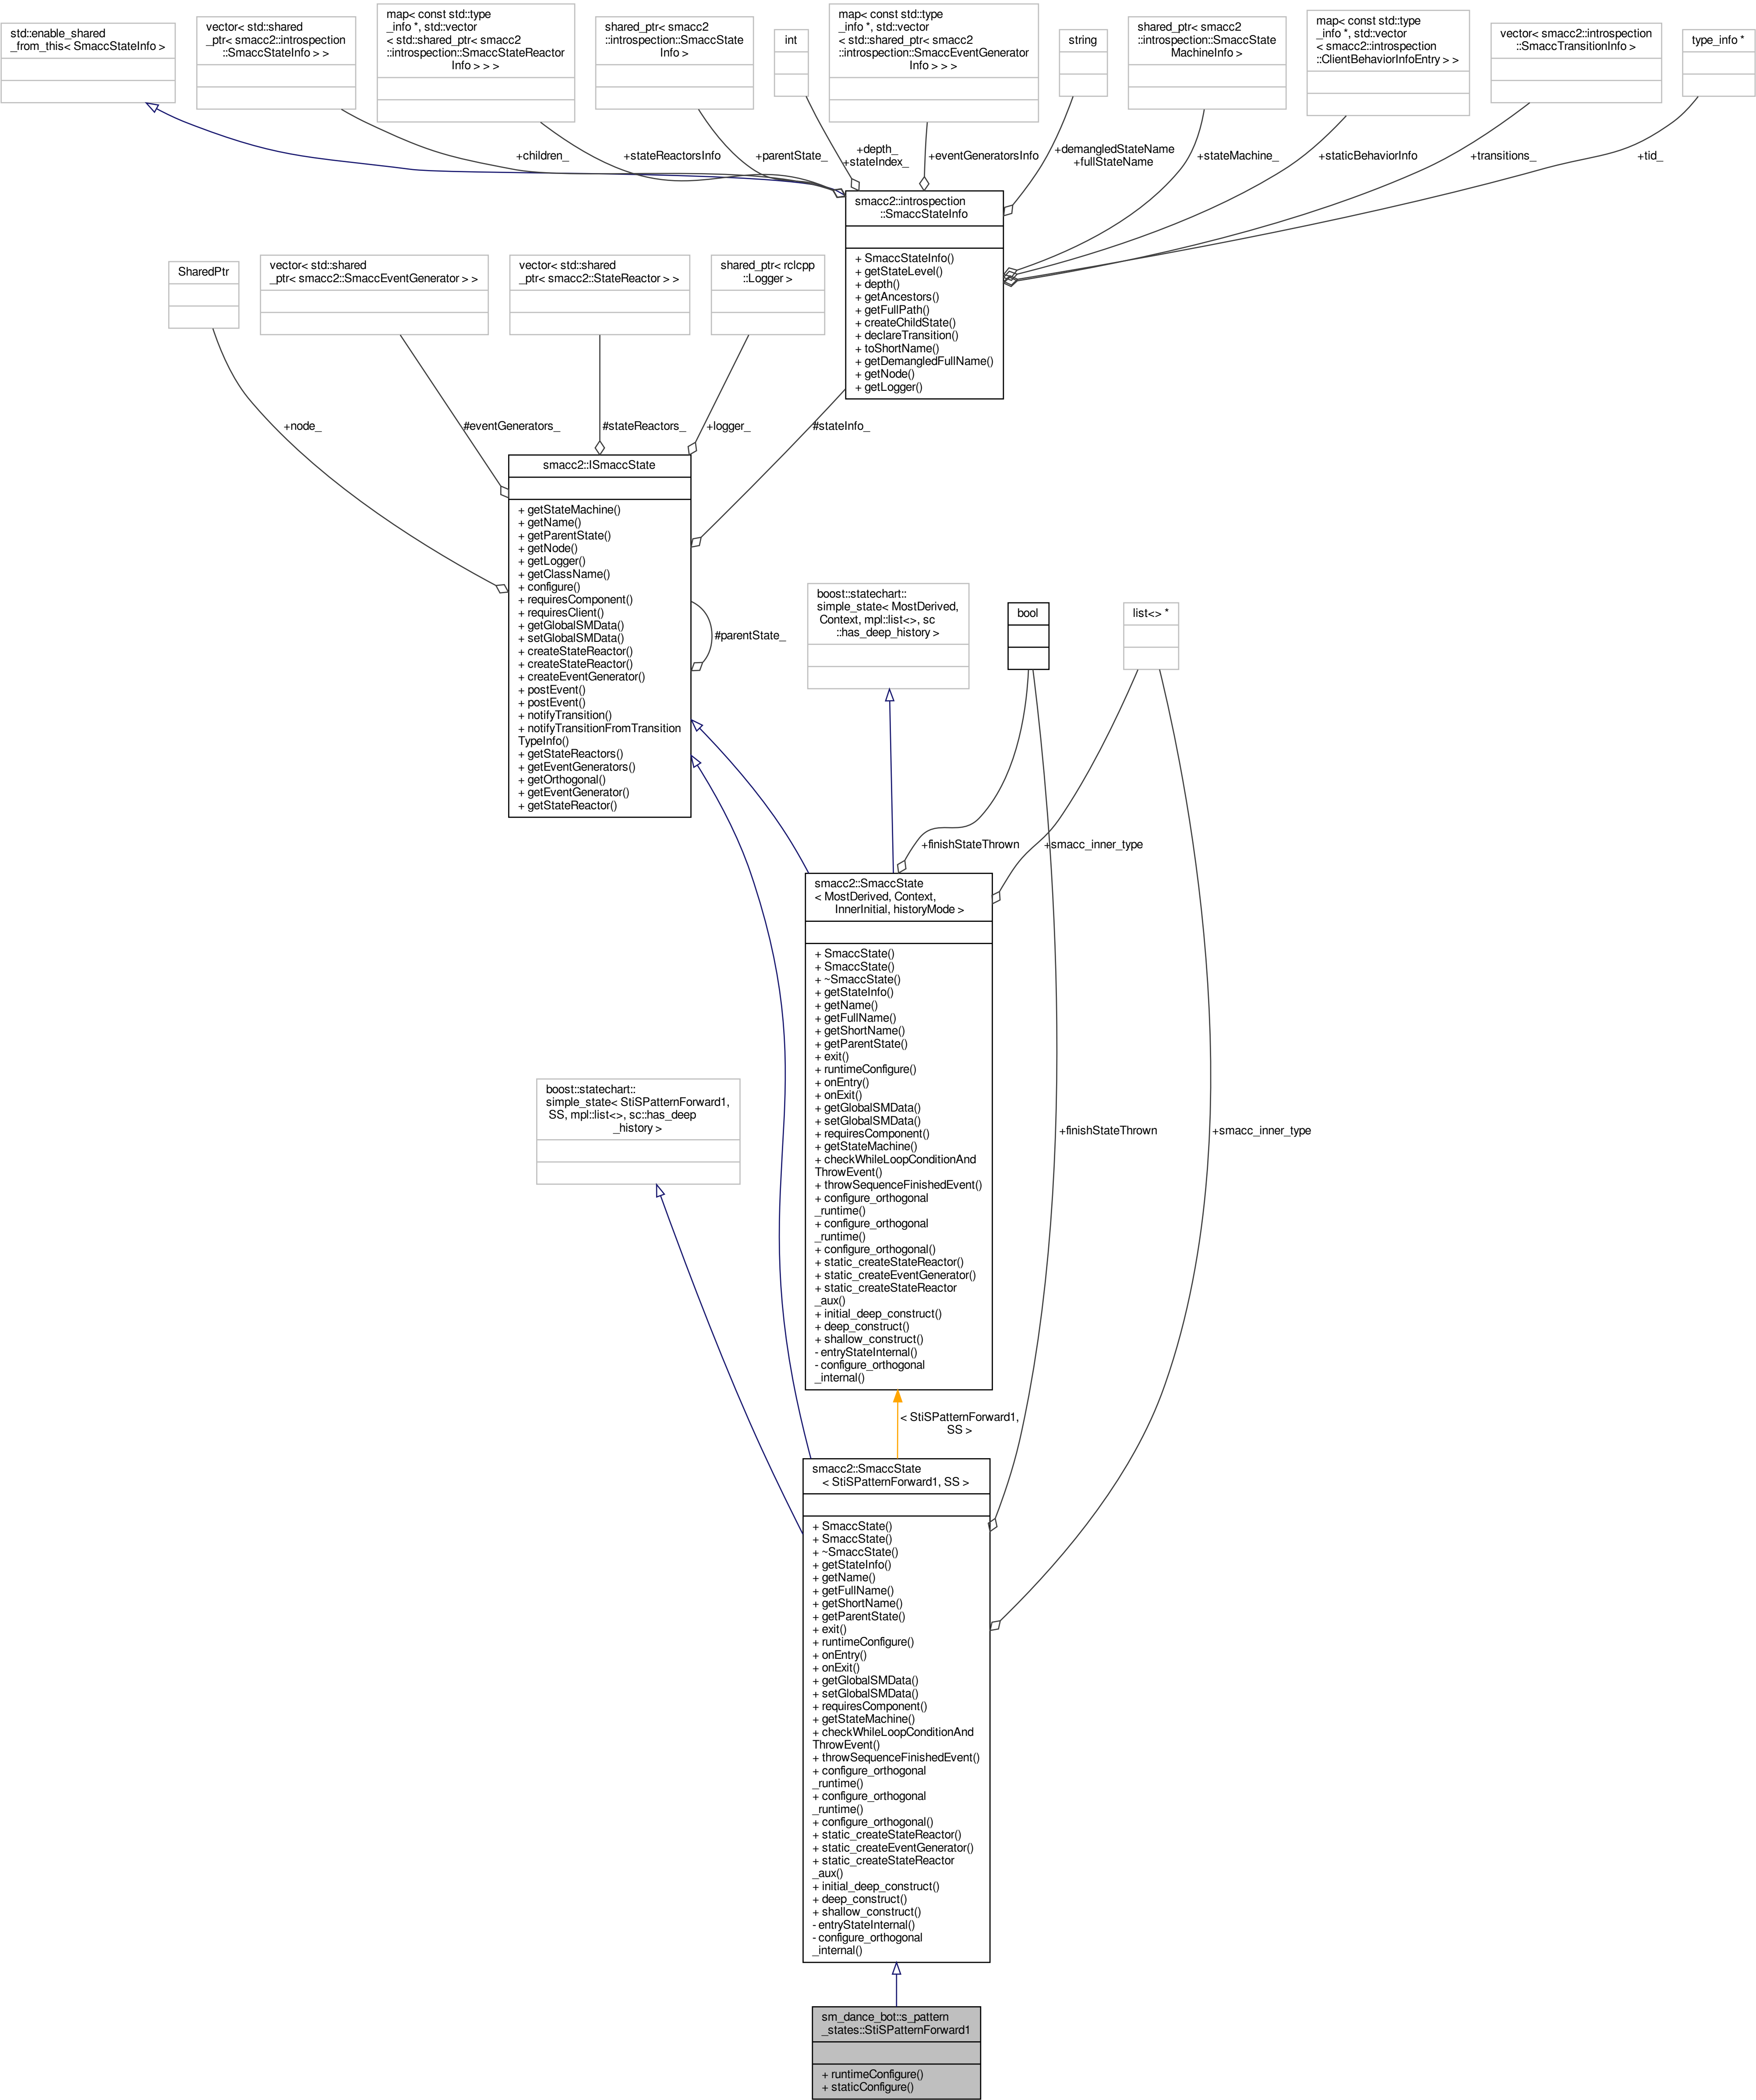 std::enable_shared
_from_this< SmaccStateInfo >
vector< std::shared
_ptr< smacc2::introspection
::SmaccStateInfo > >
map< const std::type
_info *, std::vector
< std::shared_ptr< smacc2
::introspection::SmaccStateReactor
Info > > >
shared_ptr< smacc2
::introspection::SmaccState
Info >
int
map< const std::type
_info *, std::vector
< std::shared_ptr< smacc2
::introspection::SmaccEventGenerator
Info > > >
string
shared_ptr< smacc2
::introspection::SmaccState
MachineInfo >
map< const std::type
_info *, std::vector
< smacc2::introspection
::ClientBehaviorInfoEntry > >
vector< smacc2::introspection
::SmaccTransitionInfo >
type_info *
+children_
+stateReactorsInfo
+parentState_
+depth_
+stateIndex_
+eventGeneratorsInfo
+demangledStateName
+fullStateName
+stateMachine_
+staticBehaviorInfo
+transitions_
+tid_
smacc2::introspection
::SmaccStateInfo
+ SmaccStateInfo()
+ getStateLevel()
+ depth()
+ getAncestors()
+ getFullPath()
+ createChildState()
+ declareTransition()
+ toShortName()
+ getDemangledFullName()
+ getNode()
+ getLogger()
SharedPtr
vector< std::shared
_ptr< smacc2::SmaccEventGenerator > >
vector< std::shared
_ptr< smacc2::StateReactor > >
shared_ptr< rclcpp
::Logger >
+node_
#eventGenerators_
#stateReactors_
+logger_
#stateInfo_
smacc2::ISmaccState
+ getStateMachine()
+ getName()
+ getParentState()
+ getNode()
+ getLogger()
+ getClassName()
+ configure()
+ requiresComponent()
+ requiresClient()
+ getGlobalSMData()
+ setGlobalSMData()
+ createStateReactor()
+ createStateReactor()
+ createEventGenerator()
+ postEvent()
+ postEvent()
+ notifyTransition()
+ notifyTransitionFromTransition
TypeInfo()
+ getStateReactors()
+ getEventGenerators()
+ getOrthogonal()
+ getEventGenerator()
+ getStateReactor()
#parentState_
boost::statechart::
simple_state< MostDerived,
Context, mpl::list<>, sc
::has_deep_history >
bool
list<> *
+finishStateThrown
+smacc_inner_type
smacc2::SmaccState
< MostDerived, Context,
InnerInitial, historyMode >
+ SmaccState()
+ SmaccState()
+ ~SmaccState()
+ getStateInfo()
+ getName()
+ getFullName()
+ getShortName()
+ getParentState()
+ exit()
+ runtimeConfigure()
+ onEntry()
+ onExit()
+ getGlobalSMData()
+ setGlobalSMData()
+ requiresComponent()
+ getStateMachine()
+ checkWhileLoopConditionAnd
ThrowEvent()
+ throwSequenceFinishedEvent()
+ configure_orthogonal
_runtime()
+ configure_orthogonal
_runtime()
+ configure_orthogonal()
+ static_createStateReactor()
+ static_createEventGenerator()
+ static_createStateReactor
_aux()
+ initial_deep_construct()
+ deep_construct()
+ shallow_construct()
- entryStateInternal()
- configure_orthogonal
_internal()
boost::statechart::
simple_state< StiSPatternForward1,
SS, mpl::list<>, sc::has_deep
_history >
+finishStateThrown
+smacc_inner_type
< StiSPatternForward1,
SS >
smacc2::SmaccState
< StiSPatternForward1, SS >
+ SmaccState()
+ SmaccState()
+ ~SmaccState()
+ getStateInfo()
+ getName()
+ getFullName()
+ getShortName()
+ getParentState()
+ exit()
+ runtimeConfigure()
+ onEntry()
+ onExit()
+ getGlobalSMData()
+ setGlobalSMData()
+ requiresComponent()
+ getStateMachine()
+ checkWhileLoopConditionAnd
ThrowEvent()
+ throwSequenceFinishedEvent()
+ configure_orthogonal
_runtime()
+ configure_orthogonal
_runtime()
+ configure_orthogonal()
+ static_createStateReactor()
+ static_createEventGenerator()
+ static_createStateReactor
_aux()
+ initial_deep_construct()
+ deep_construct()
+ shallow_construct()
- entryStateInternal()
- configure_orthogonal
_internal()
sm_dance_bot::s_pattern
_states::StiSPatternForward1
+ runtimeConfigure()
+ staticConfigure()